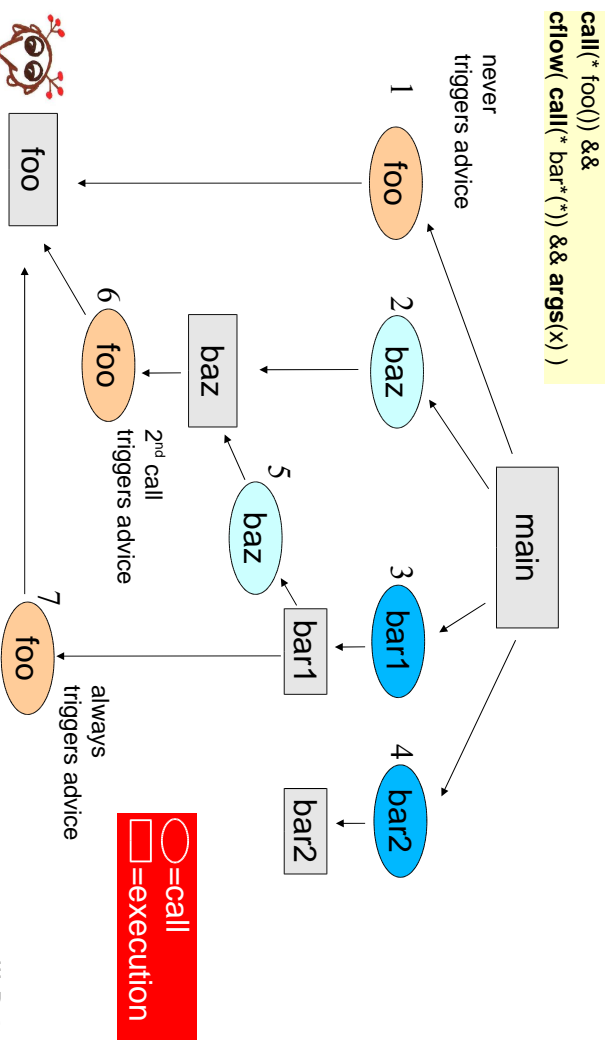 call(* foo()) &&
cflow( call(* bar*(*)) && args(x) )
main
never
triggers advice
1
foo
2
baz
3
bar1
4
bar2
baz
5
baz
bar1
bar2
6
foo
2nd call
triggers advice
foo
7
foo
always
triggers advice
=call
=execution